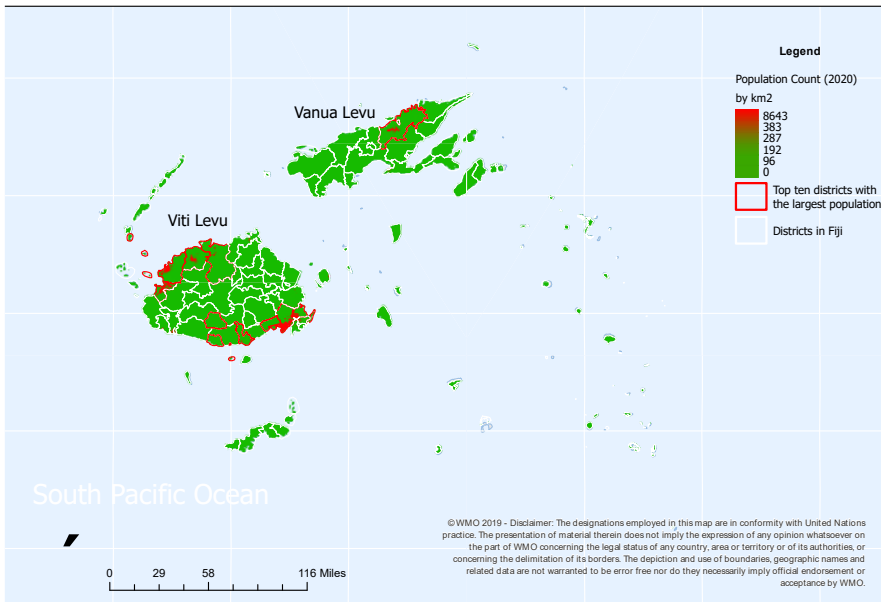 Legend
Population Count (2020)
by km2
8643
383
287
192
96
0
Top ten districts with
the largest population
Districts in Fiji
Vanua Levu
Viti Levu
South Pacific Ocean
0 29 58 116 Miles
©WMO 2019 - Disclaimer: The designations employed in this map are in conformity with United Nations
practice. The presentation of material therein does not imply the expression of any opinion whatsoever on
the part of WMO concerning the legal status of any country, area or territory or of its authorities, or
concerning the delimitation of its borders. The depiction and use of boundaries, geographic names and
related data are not warranted to be error free nor do they necessarily imply official endorsement or
acceptance by WMO.